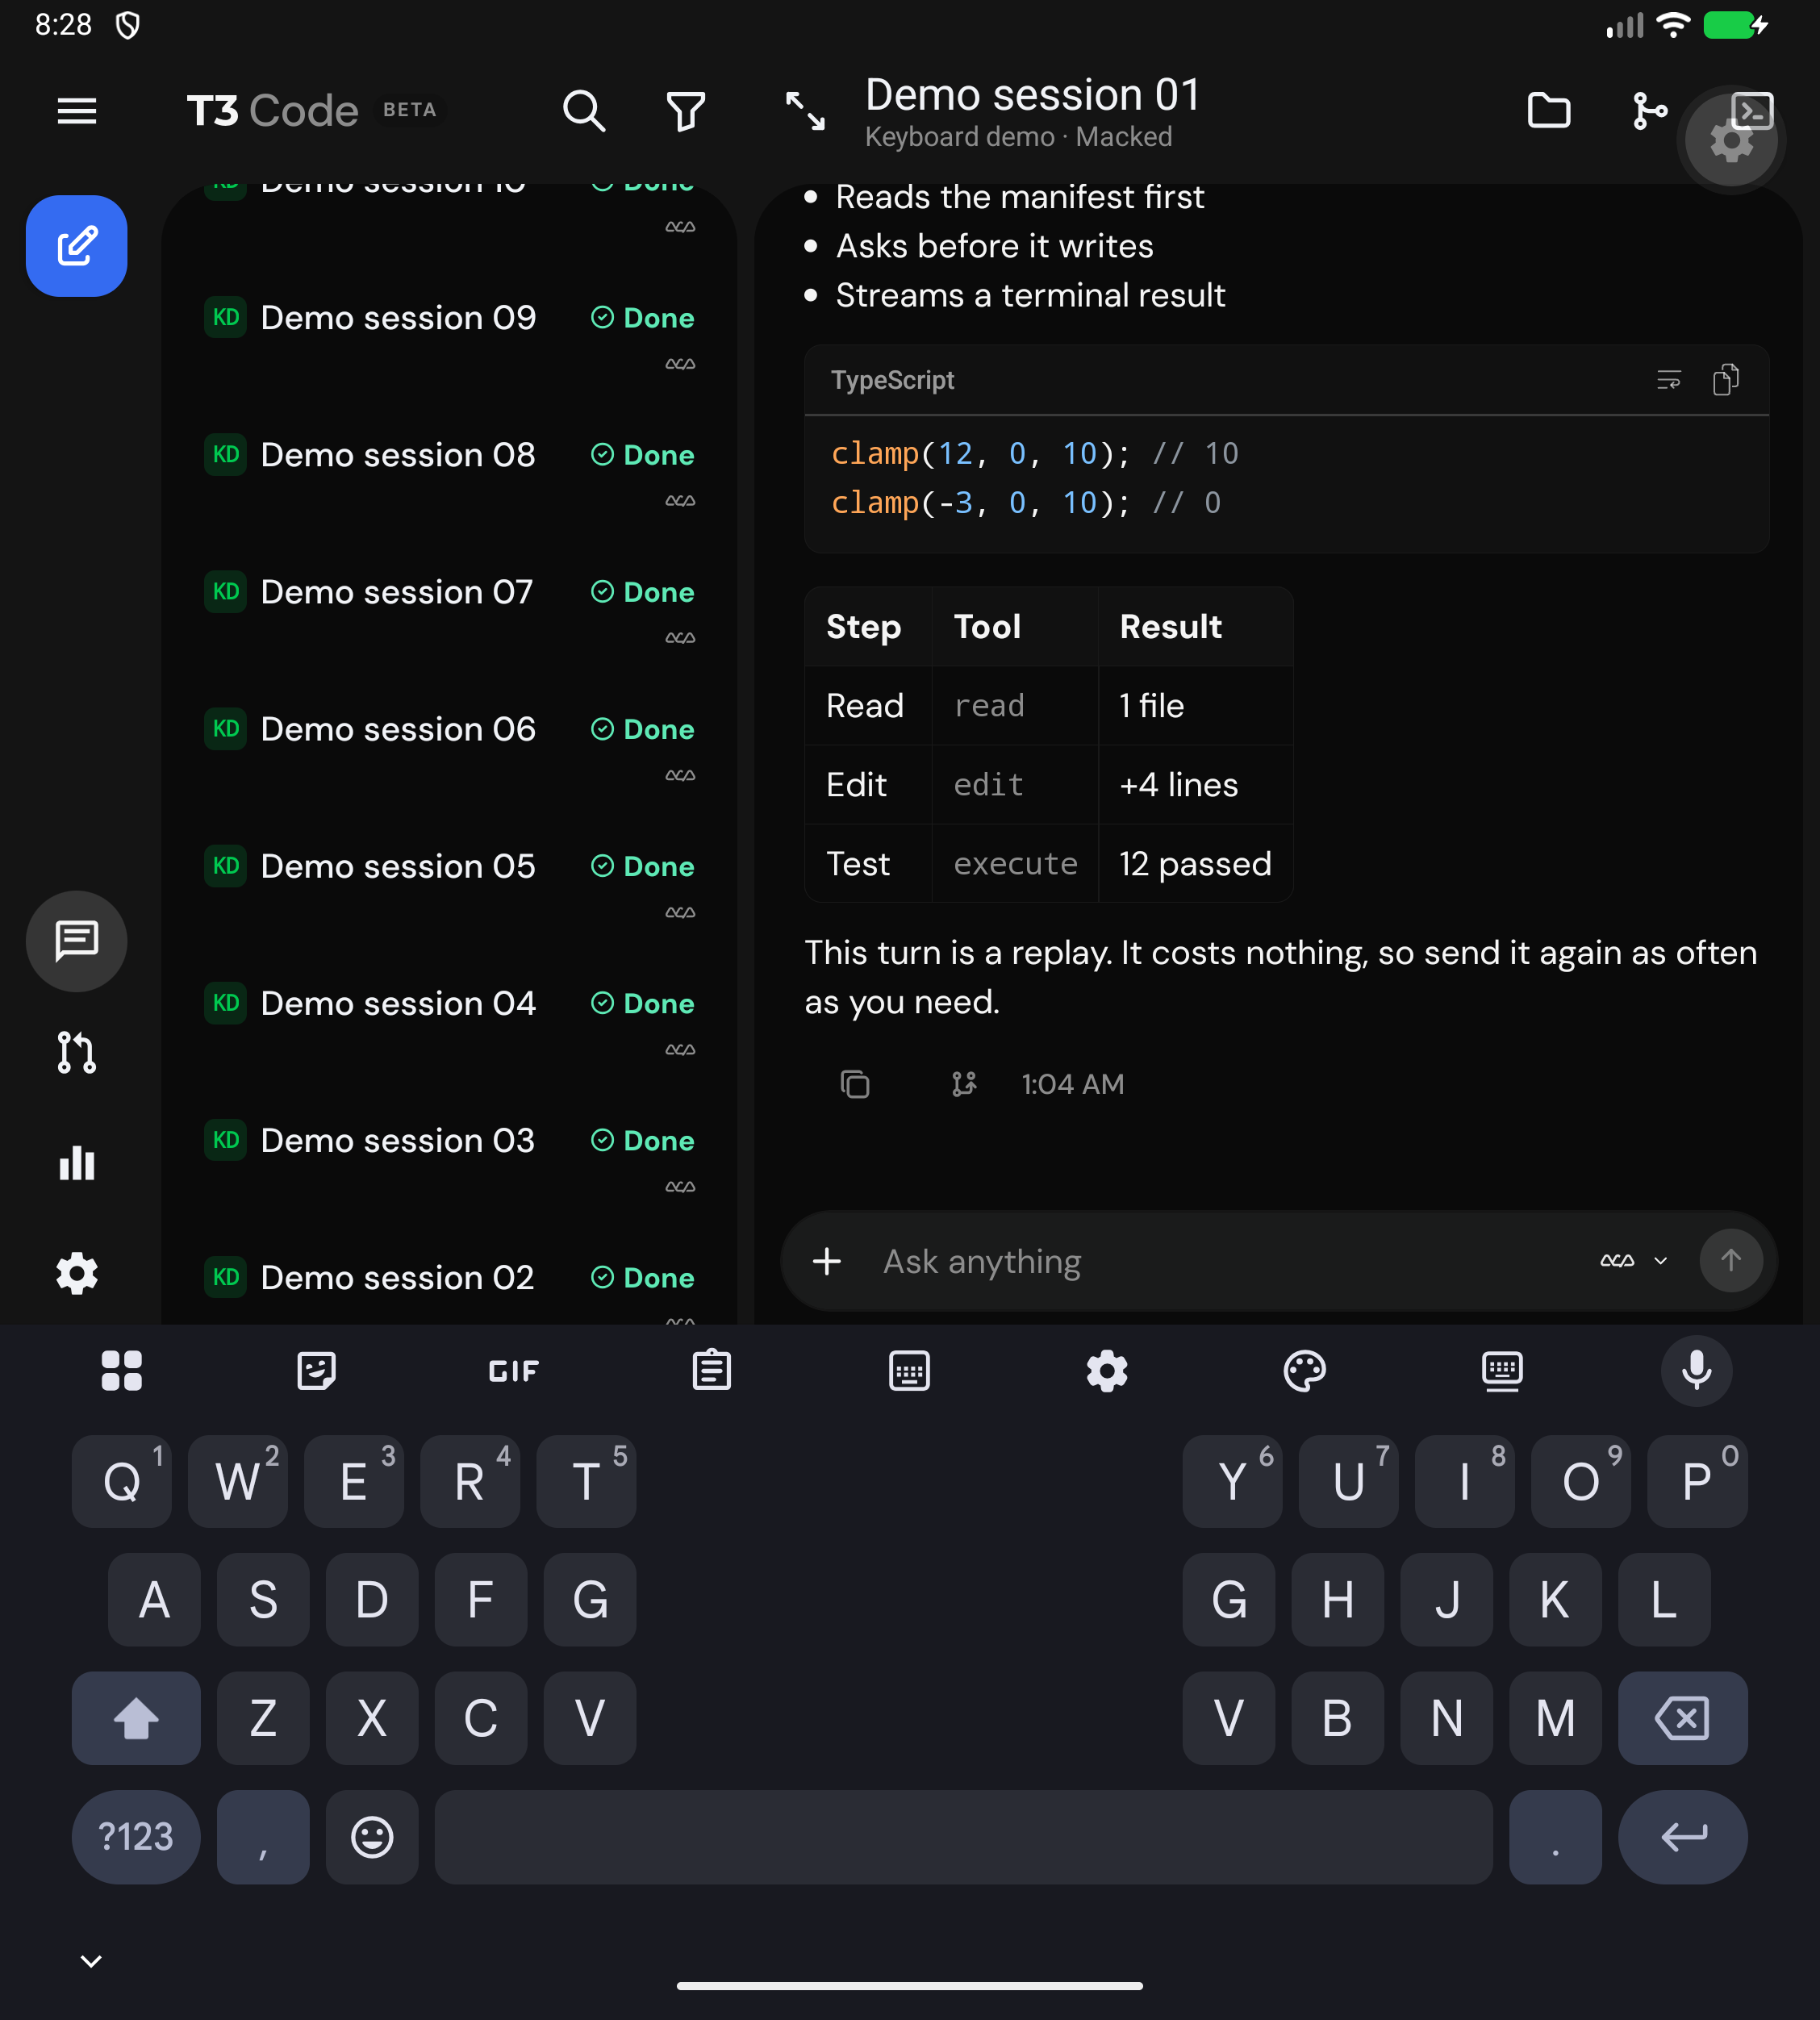 8:28
T3 Code BETA
Demo session 01
Keyboard demo · Macked
KD Demo session 10 Done
KD Demo session 09 Done
KD Demo session 08 Done
KD Demo session 07 Done
KD Demo session 06 Done
KD Demo session 05 Done
KD Demo session 04 Done
KD Demo session 03 Done
KD Demo session 02 Done
• Reads the manifest first
• Asks before it writes
• Streams a terminal result
TypeScript
clamp(12, 0, 10); // 10
clamp(-3, 0, 10); // 0
Step Tool Result
Read read 1 file
Edit edit +4 lines
Test execute 12 passed
This turn is a replay. It costs nothing, so send it again as often
as you need.
1:04 AM
Ask anything
GIF
Q 1 W 2 E 3 R 4 T 5 Y 6 U 7 I 8 O 9 P 0
A S D F G G H J K L
Z X C V V B N M
?123 , .